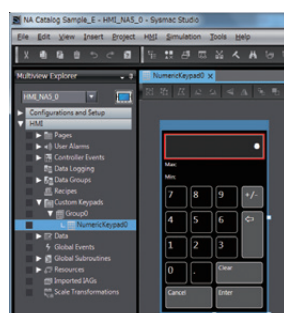 NA Catalog Sample_E - HMI_NA5_0 - Sysmac Studio
File Edit View Insert Project HMI Simulation Tools Help
Multiview Explorer
NumericKeypad0 x
HMI_NA5_0
Configurations and Setup
HMI
Pages
User Alarms
Controller Events
Data Logging
Data Groups
Recipes
Custom Keypads
Group0
NumericKeypad0
Data
Global Events
Global Subroutines
Resources
Imported IAGs
Scale Transformations
Max:
Min:
7 8 9 +/-
4 5 6
1 2 3
0 . Clear
Cancel Enter